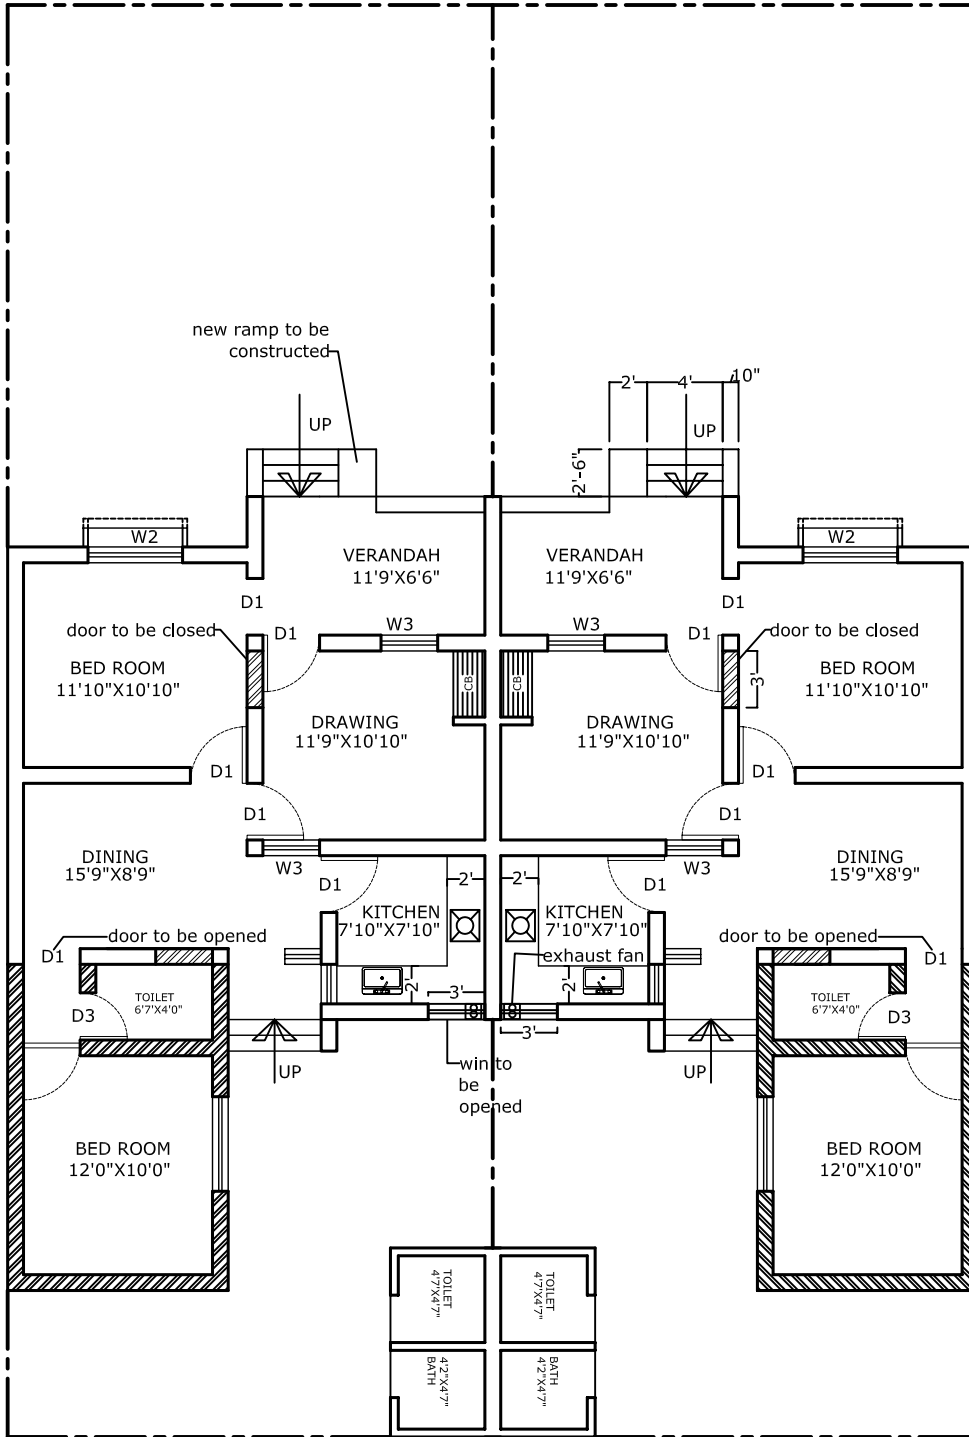 new ramp to be
constructed
2'
4'
10"
UP
UP
2'-6"
W2
W2
VERANDAH
11'9'X6'6"
VERANDAH
11'9'X6'6"
D1
D1
D1
W3
W3
D1
door to be closed
door to be closed
BED ROOM
11'10"X10'10"
CB
CB
3'
BED ROOM
11'10"X10'10"
DRAWING
11'9"X10'10"
DRAWING
11'9"X10'10"
D1
D1
D1
D1
DINING
15'9"X8'9"
W3
W3
DINING
15'9"X8'9"
D1
2'
2'
D1
KITCHEN
7'10"X7'10"
KITCHEN
7'10"X7'10"
door to be opened
door to be opened
D1
D1
exhaust fan
2'
2'
3'
3'
TOILET
6'7'X4'0"
TOILET
6'7'X4'0"
D3
D3
UP
UP
win to
be
opened
BED ROOM
12'0"X10'0"
BED ROOM
12'0"X10'0"
TOILET
4'7'X4'7"
TOILET
4'7'X4'7"
BATH
4'2"X4'7"
BATH
4'2"X4'7"